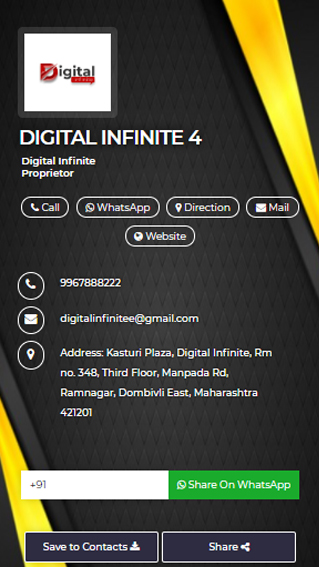 Digital
DIGITAL INFINITE 4
Digital Infinite
Proprietor
Call
WhatsApp
Direction
Mail
Website
9967888222
digitalinfinitee@gmail.com
Address: Kasturi Plaza, Digital Infinite, Rm
no. 348, Third Floor, Manpada Rd,
Ramnagar, Dombivli East, Maharashtra
421201
+91
Share On WhatsApp
Save to Contacts
Share